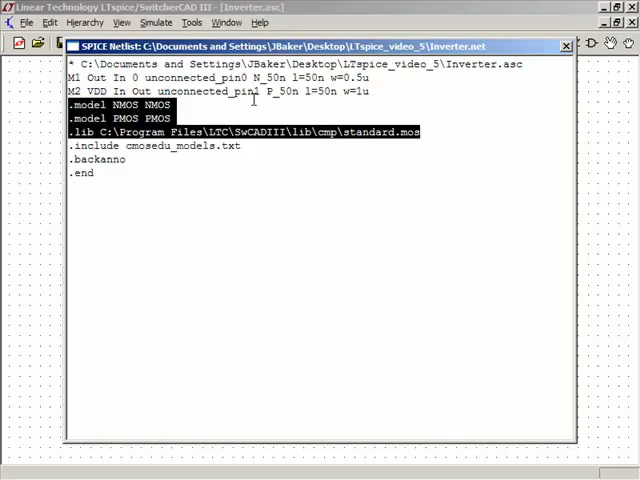 Linear Technology LTspice/SwitcherCAD III - [Inverter.asc]
File Edit Hierarchy View Simulate Tools Window Help
SPICE Netlist: C:\Documents and Settings\JBaker\Desktop\LTspice_video_5\Inverter.net
* C:\Documents and Settings\JBaker\Desktop\LTspice_video_5\Inverter.asc
M1 Out In 0 unconnected_pin0 N_50n l=50n w=0.5u
M2 VDD In Out unconnected_pin1 P_50n l=50n w=1u
.model NMOS NMOS
.model PMOS PMOS
.lib C:\Program Files\LTC\SwCADIII\lib\cmp\standard.mos
.include cmosedu_models.txt
.backanno
.end